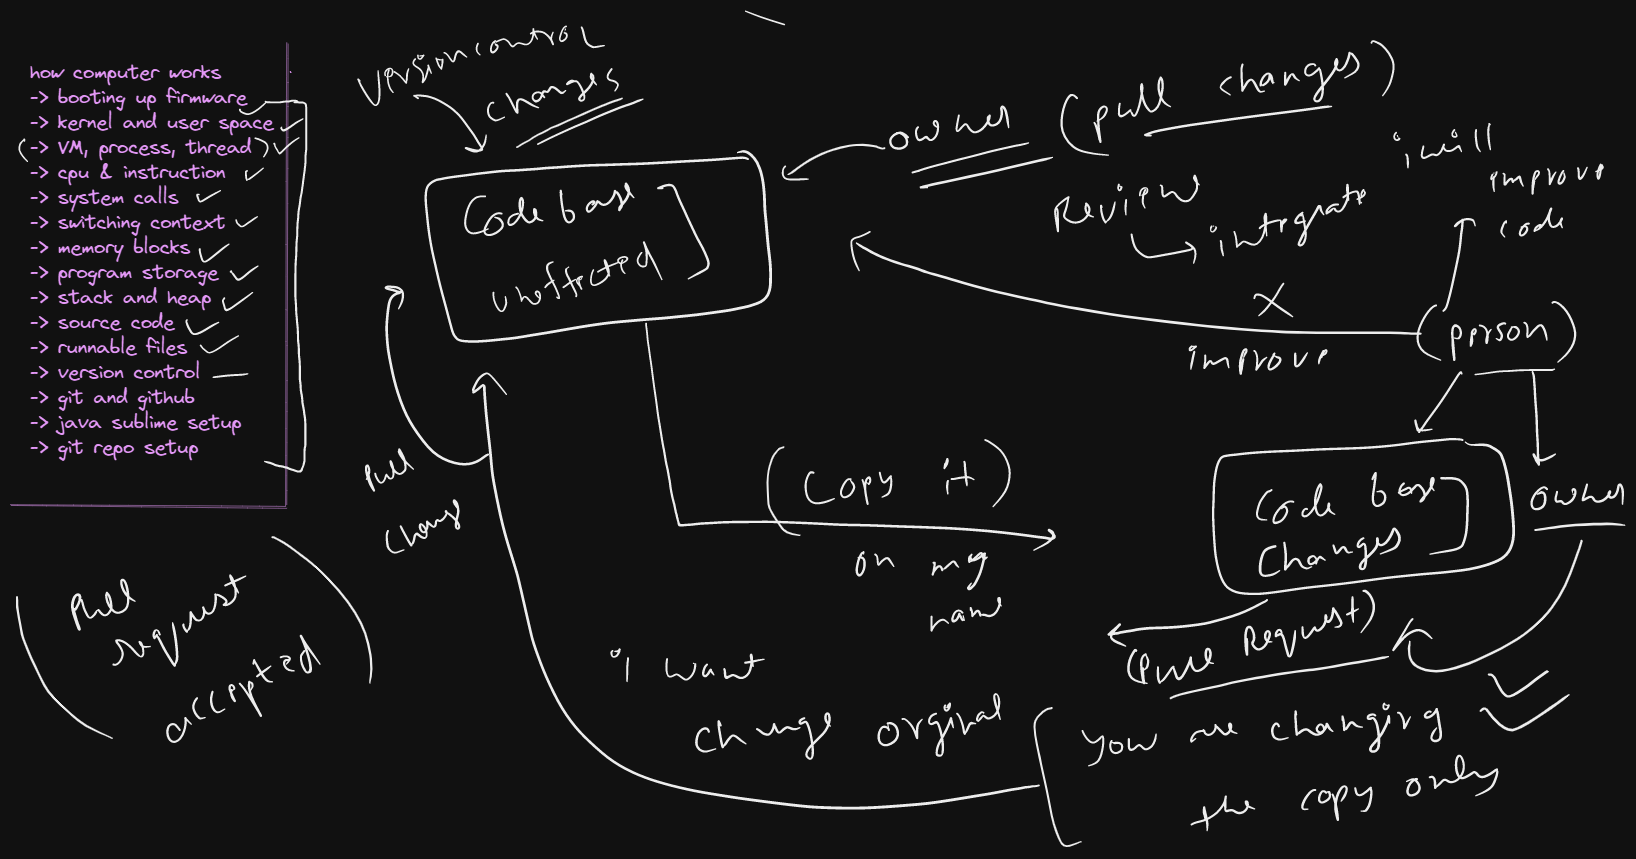 how computer works
-> booting up firmware
-> kernel and user space
(-> VM, process, thread)
-> cpu & instruction
-> system calls
-> switching context
-> memory blocks
-> program storage
-> stack and heap
-> source code
-> runnable files
-> version control
-> git and github
-> java sublime setup
-> git repo setup
Version control
changes
Code base
uneffected
owner (pull changes)
Review
integrate
i will
improve
code
X
improve
(person)
Pull
change
(Copy it)
on my
name
Code base
Changes
owner
(Pull Request)
Pull
request
accepted
i want
change orginal
you are changing
the copy only